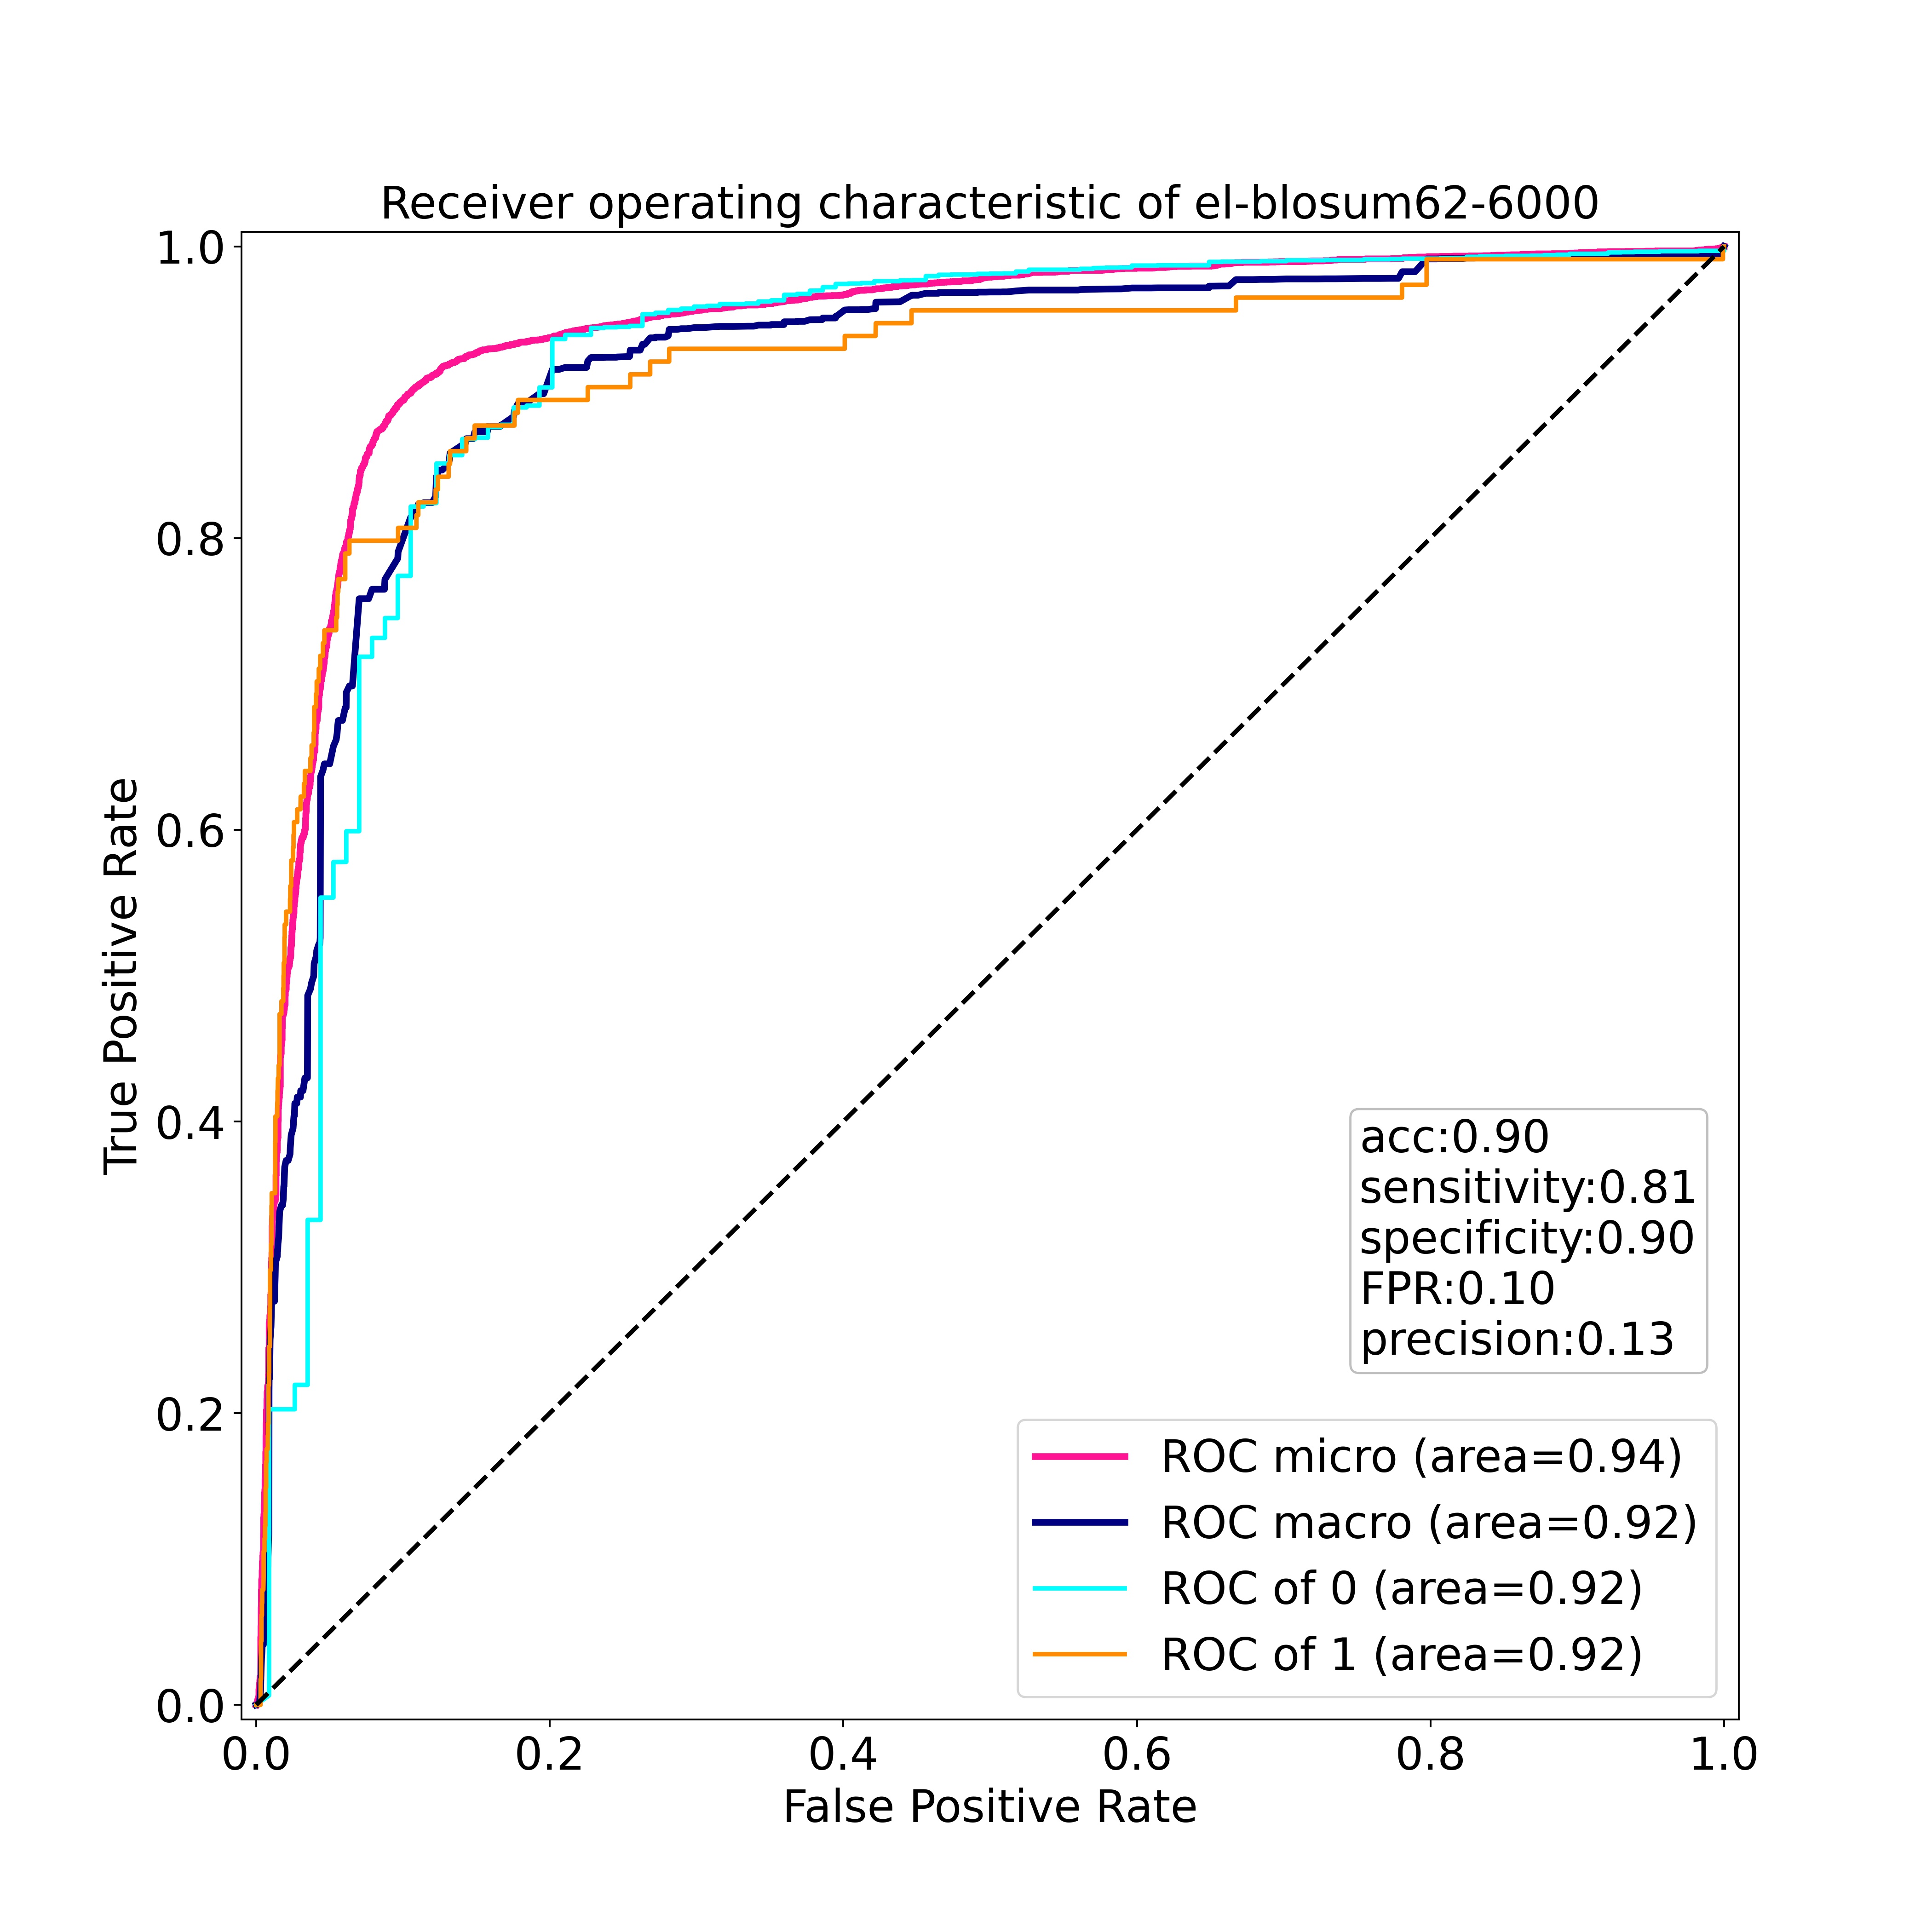 Receiver operating characteristic of el-blosum62-6000
1.0
0.8
0.6
0.4
0.2
0.0
True Positive Rate
acc:0.90
sensitivity:0.81
specificity:0.90
FPR:0.10
precision:0.13
ROC micro (area=0.94)
ROC macro (area=0.92)
ROC of 0 (area=0.92)
ROC of 1 (area=0.92)
0.0 0.2 0.4 0.6 0.8 1.0
False Positive Rate